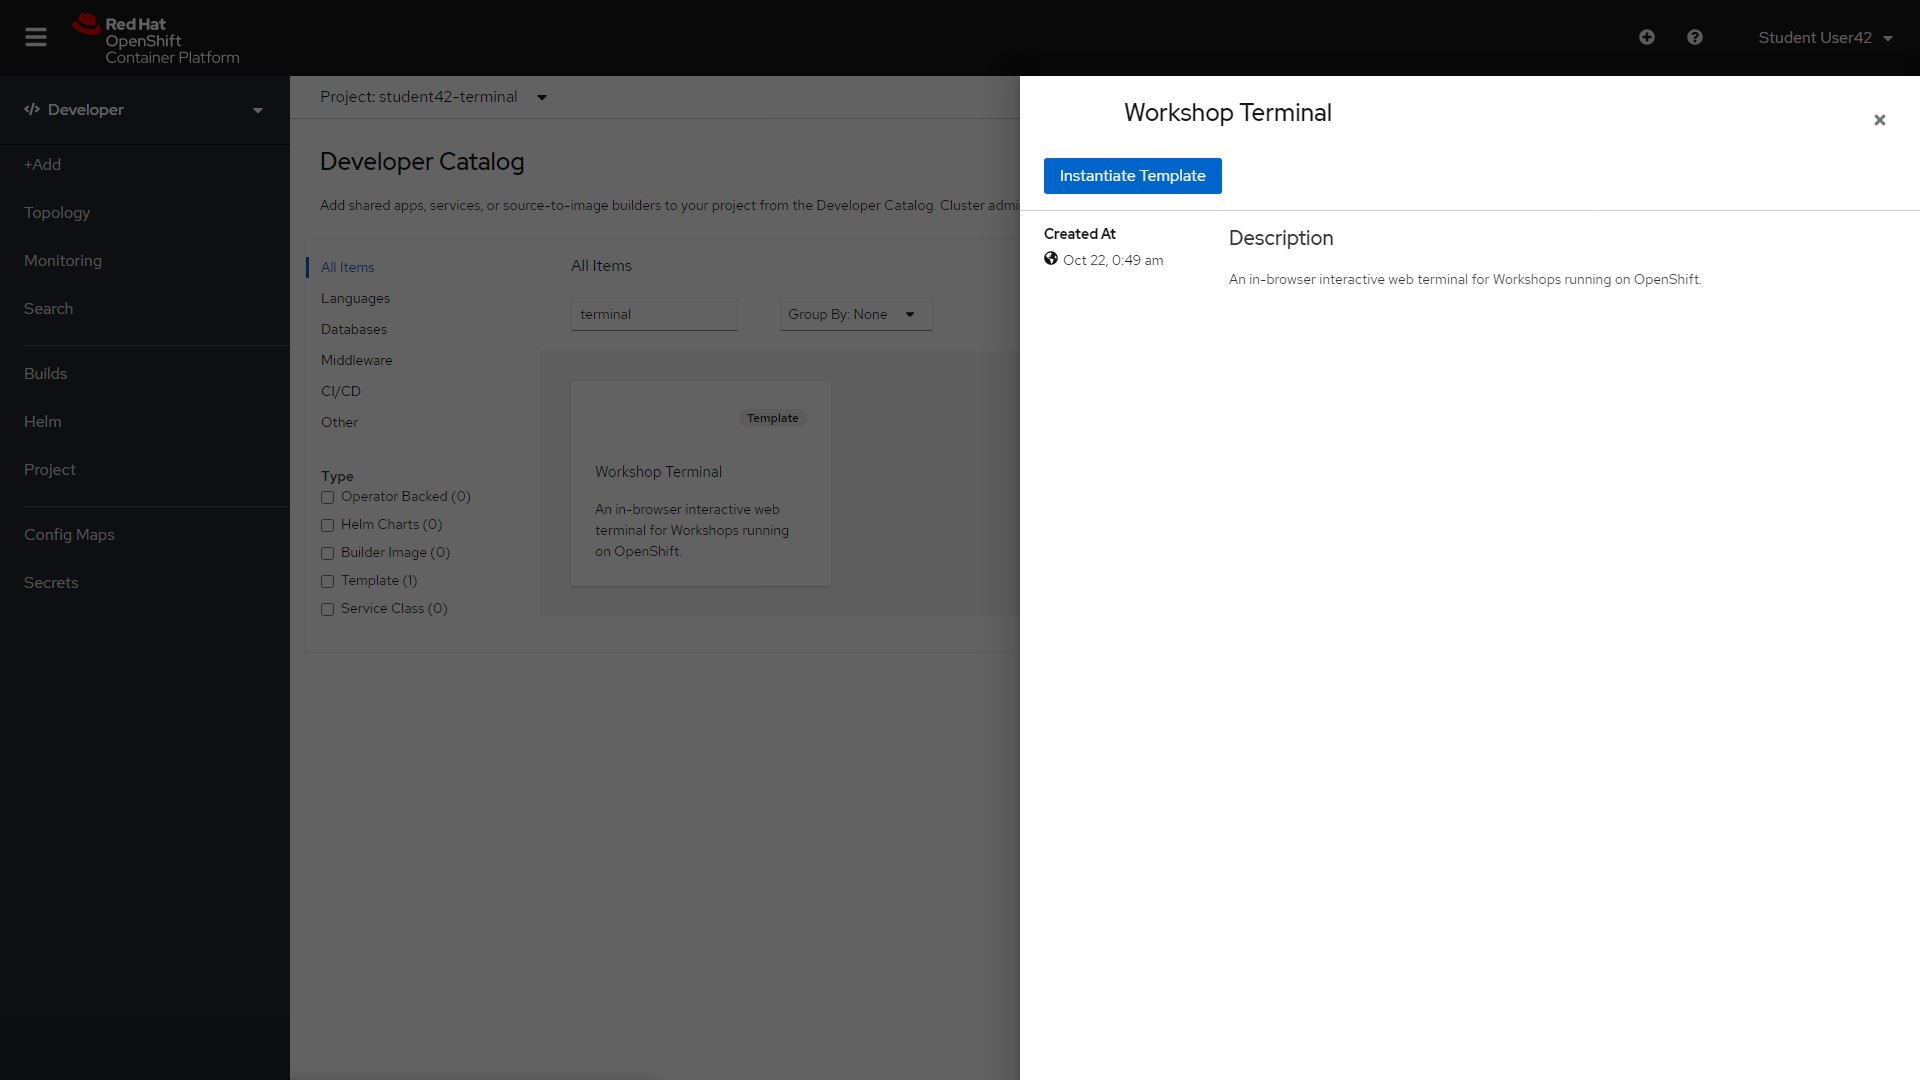 Red Hat
OpenShift
Container Platform
Student User42
Developer
+Add
Topology
Monitoring
Search
Builds
Helm
Project
Config Maps
Secrets
Project: student42-terminal
Developer Catalog
Add shared apps, services, or source-to-image builders to your project from the Developer Catalog. Cluster admi
All Items
Languages
Databases
Middleware
CI/CD
Other
Type
Operator Backed (0)
Helm Charts (0)
Builder Image (0)
Template (1)
Service Class (0)
All Items
terminal
Group By: None
Template
Workshop Terminal
An in-browser interactive web
terminal for Workshops running
on OpenShift.
Workshop Terminal
Instantiate Template
Created At
Oct 22, 0:49 am
Description
An in-browser interactive web terminal for Workshops running on OpenShift.